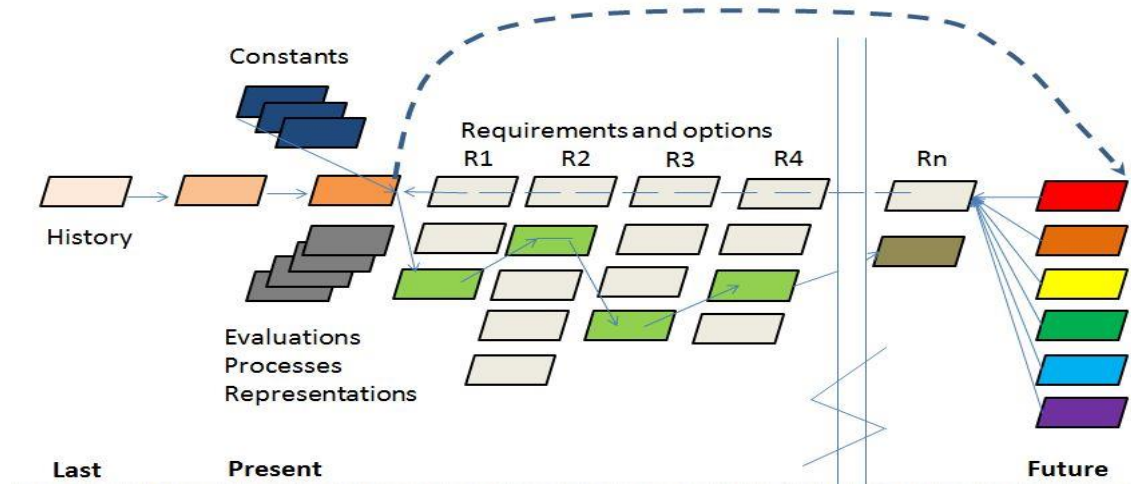 Constants
Requirements and options
R1 R2 R3 R4 Rn
History
Evaluations
Processes
Representations
Last Present Future